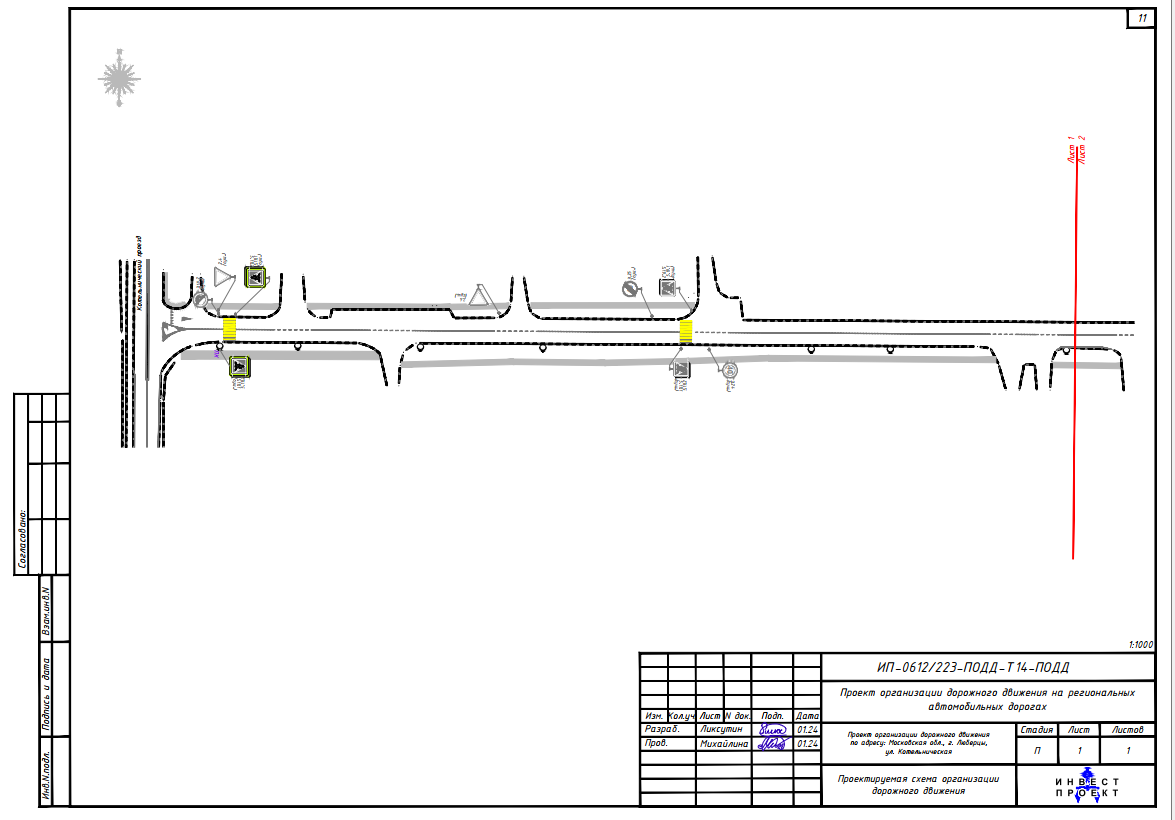 11
Лист 1
Лист 2
Котельнический проезд
Согласовано:
Взам.инв.N
Подпись и дата
Инв.N подл.
1:1000
ИП-0612/223-ПОДД-Т14-ПОДД
Проект организации дорожного движения на региональных
автомобильных дорогах
Изм. Кол.уч Лист N док. Подп. Дата
Разраб. Ликсутин 01.24
Пров. Михайлина 01.24
Проект организации дорожного движения
по адресу: Московская обл., г. Люберцы,
ул. Котельническая
Стадия Лист Листов
П 1 1
Проектируемая схема организации
дорожного движения
ИНВЕСТ
ПРОЕКТ